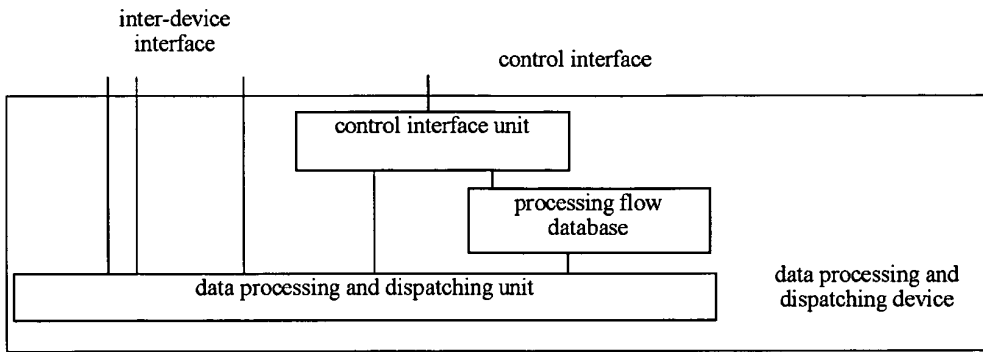 inter-device
interface
control interface
control interface unit
processing flow
database
data processing and dispatching unit
data processing and
dispatching device